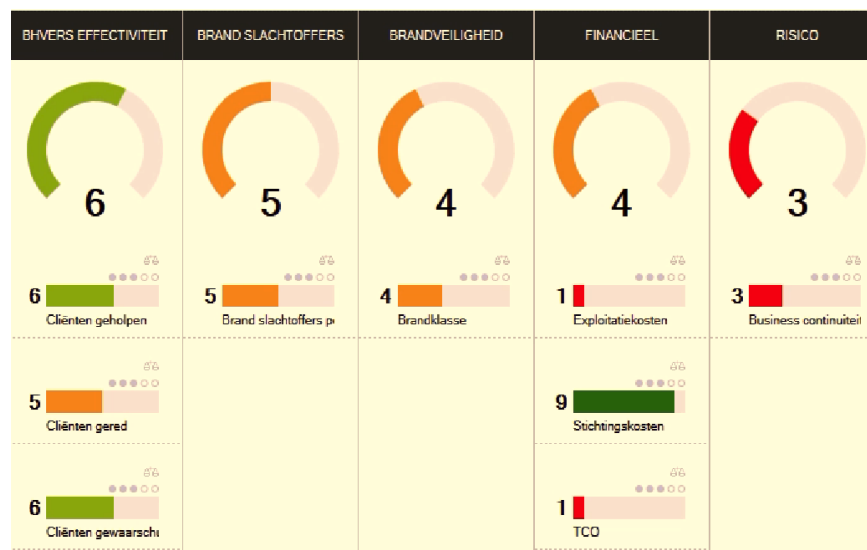 BHVERS EFFECTIVITEIT
BRAND SLACHTOFFERS
BRANDVEILIGHEID
FINANCIEEL
RISICO
6
5
4
4
3
6
Cliënten geholpen
5
Brand slachtoffers p
4
Brandklasse
1
Exploitatiekosten
3
Business continuiteit
5
Cliënten gered
9
Stichtingskosten
6
Cliënten gewaarsch
1
TCO